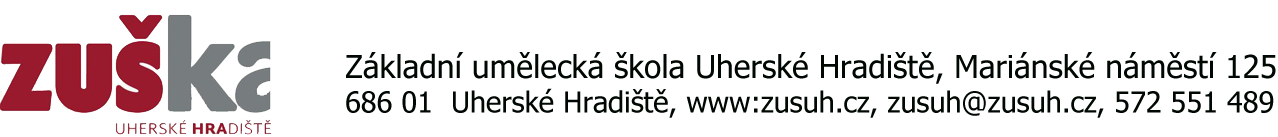 zuška
UHERSKÉ HRADIŠTĚ
Základní umělecká škola Uherské Hradiště, Mariánské náměstí 125
686 01  Uherské Hradiště, www:zusuh.cz, zusuh@zusuh.cz, 572 551 489